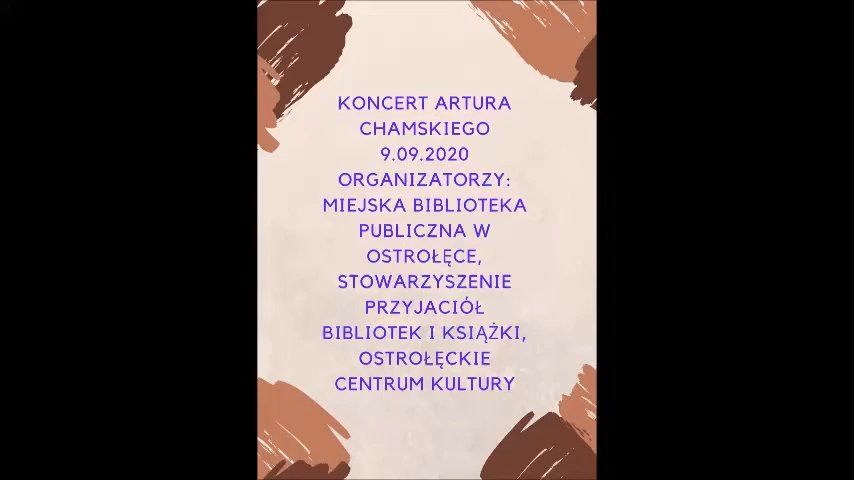 KONCERT ARTURA
CHAMSKIEGO
9.09.2020
ORGANIZATORZY:
MIEJSKA BIBLIOTEKA
PUBLICZNA W
OSTROŁĘCE,
STOWARZYSZENIE
PRZYJACIÓŁ
BIBLIOTEK I KSIĄŻKI,
OSTROŁĘCKIE
CENTRUM KULTURY